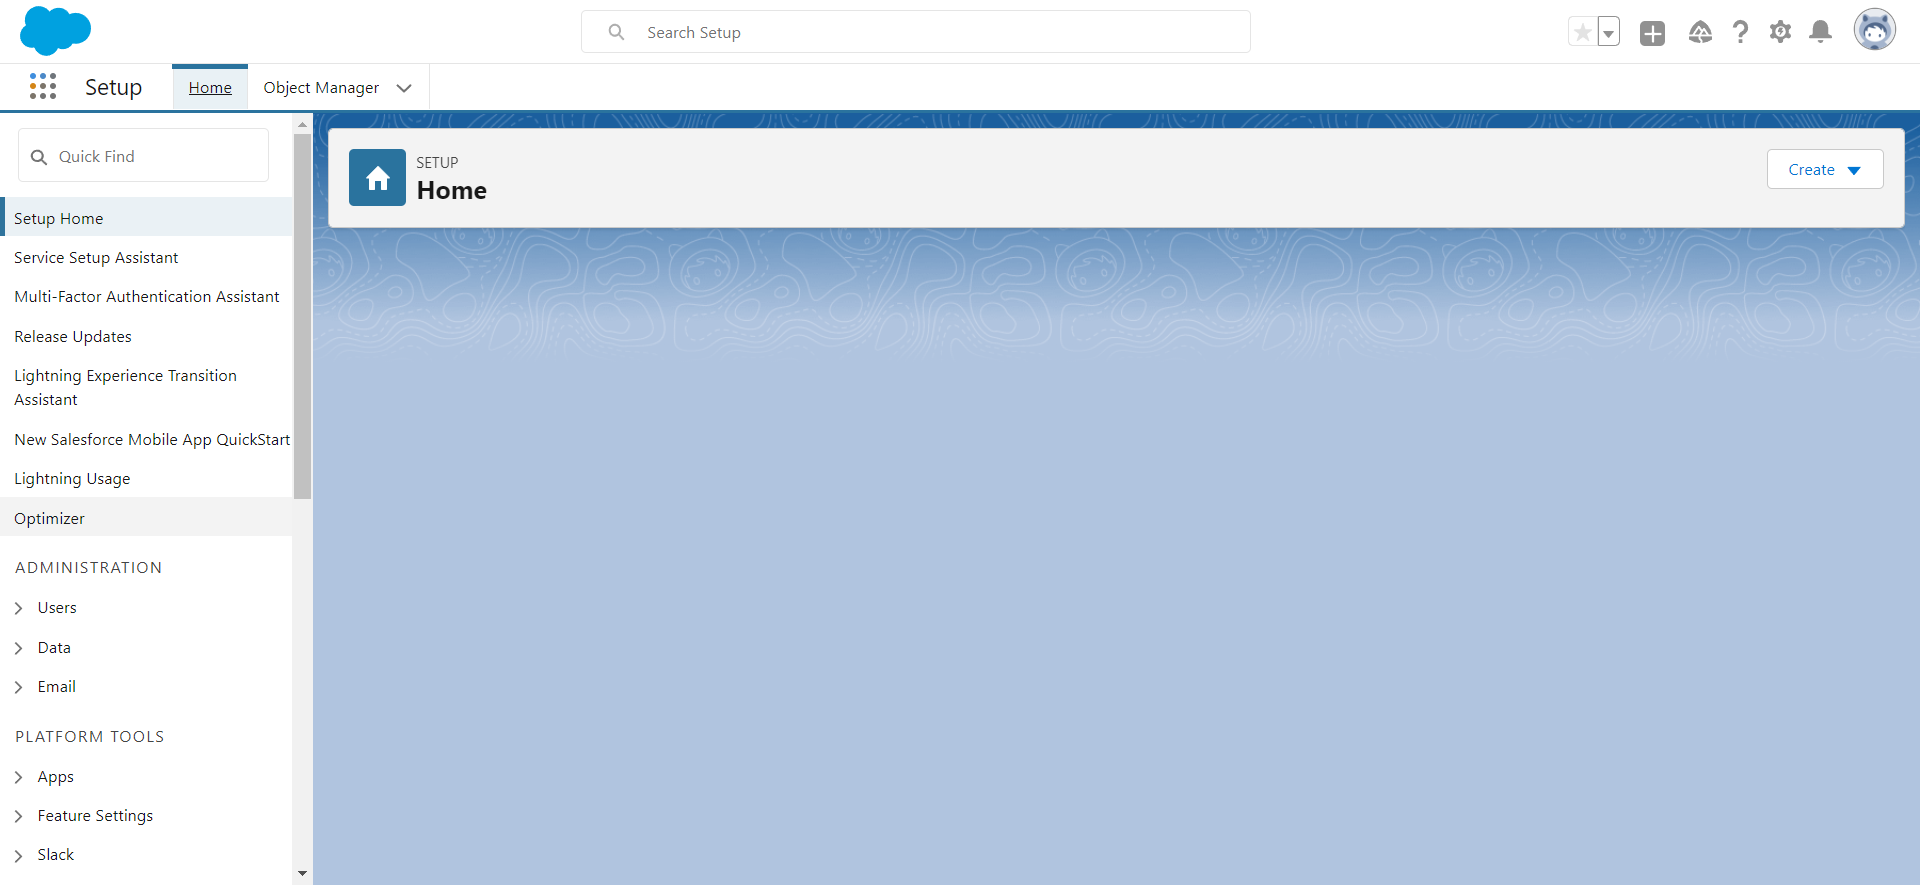 Search Setup
Setup
Home
Object Manager
Quick Find
Setup Home
Service Setup Assistant
Multi-Factor Authentication Assistant
Release Updates
Lightning Experience Transition
Assistant
New Salesforce Mobile App QuickStart
Lightning Usage
Optimizer
ADMINISTRATION
Users
Data
Email
PLATFORM TOOLS
Apps
Feature Settings
Slack
SETUP
Home
Create